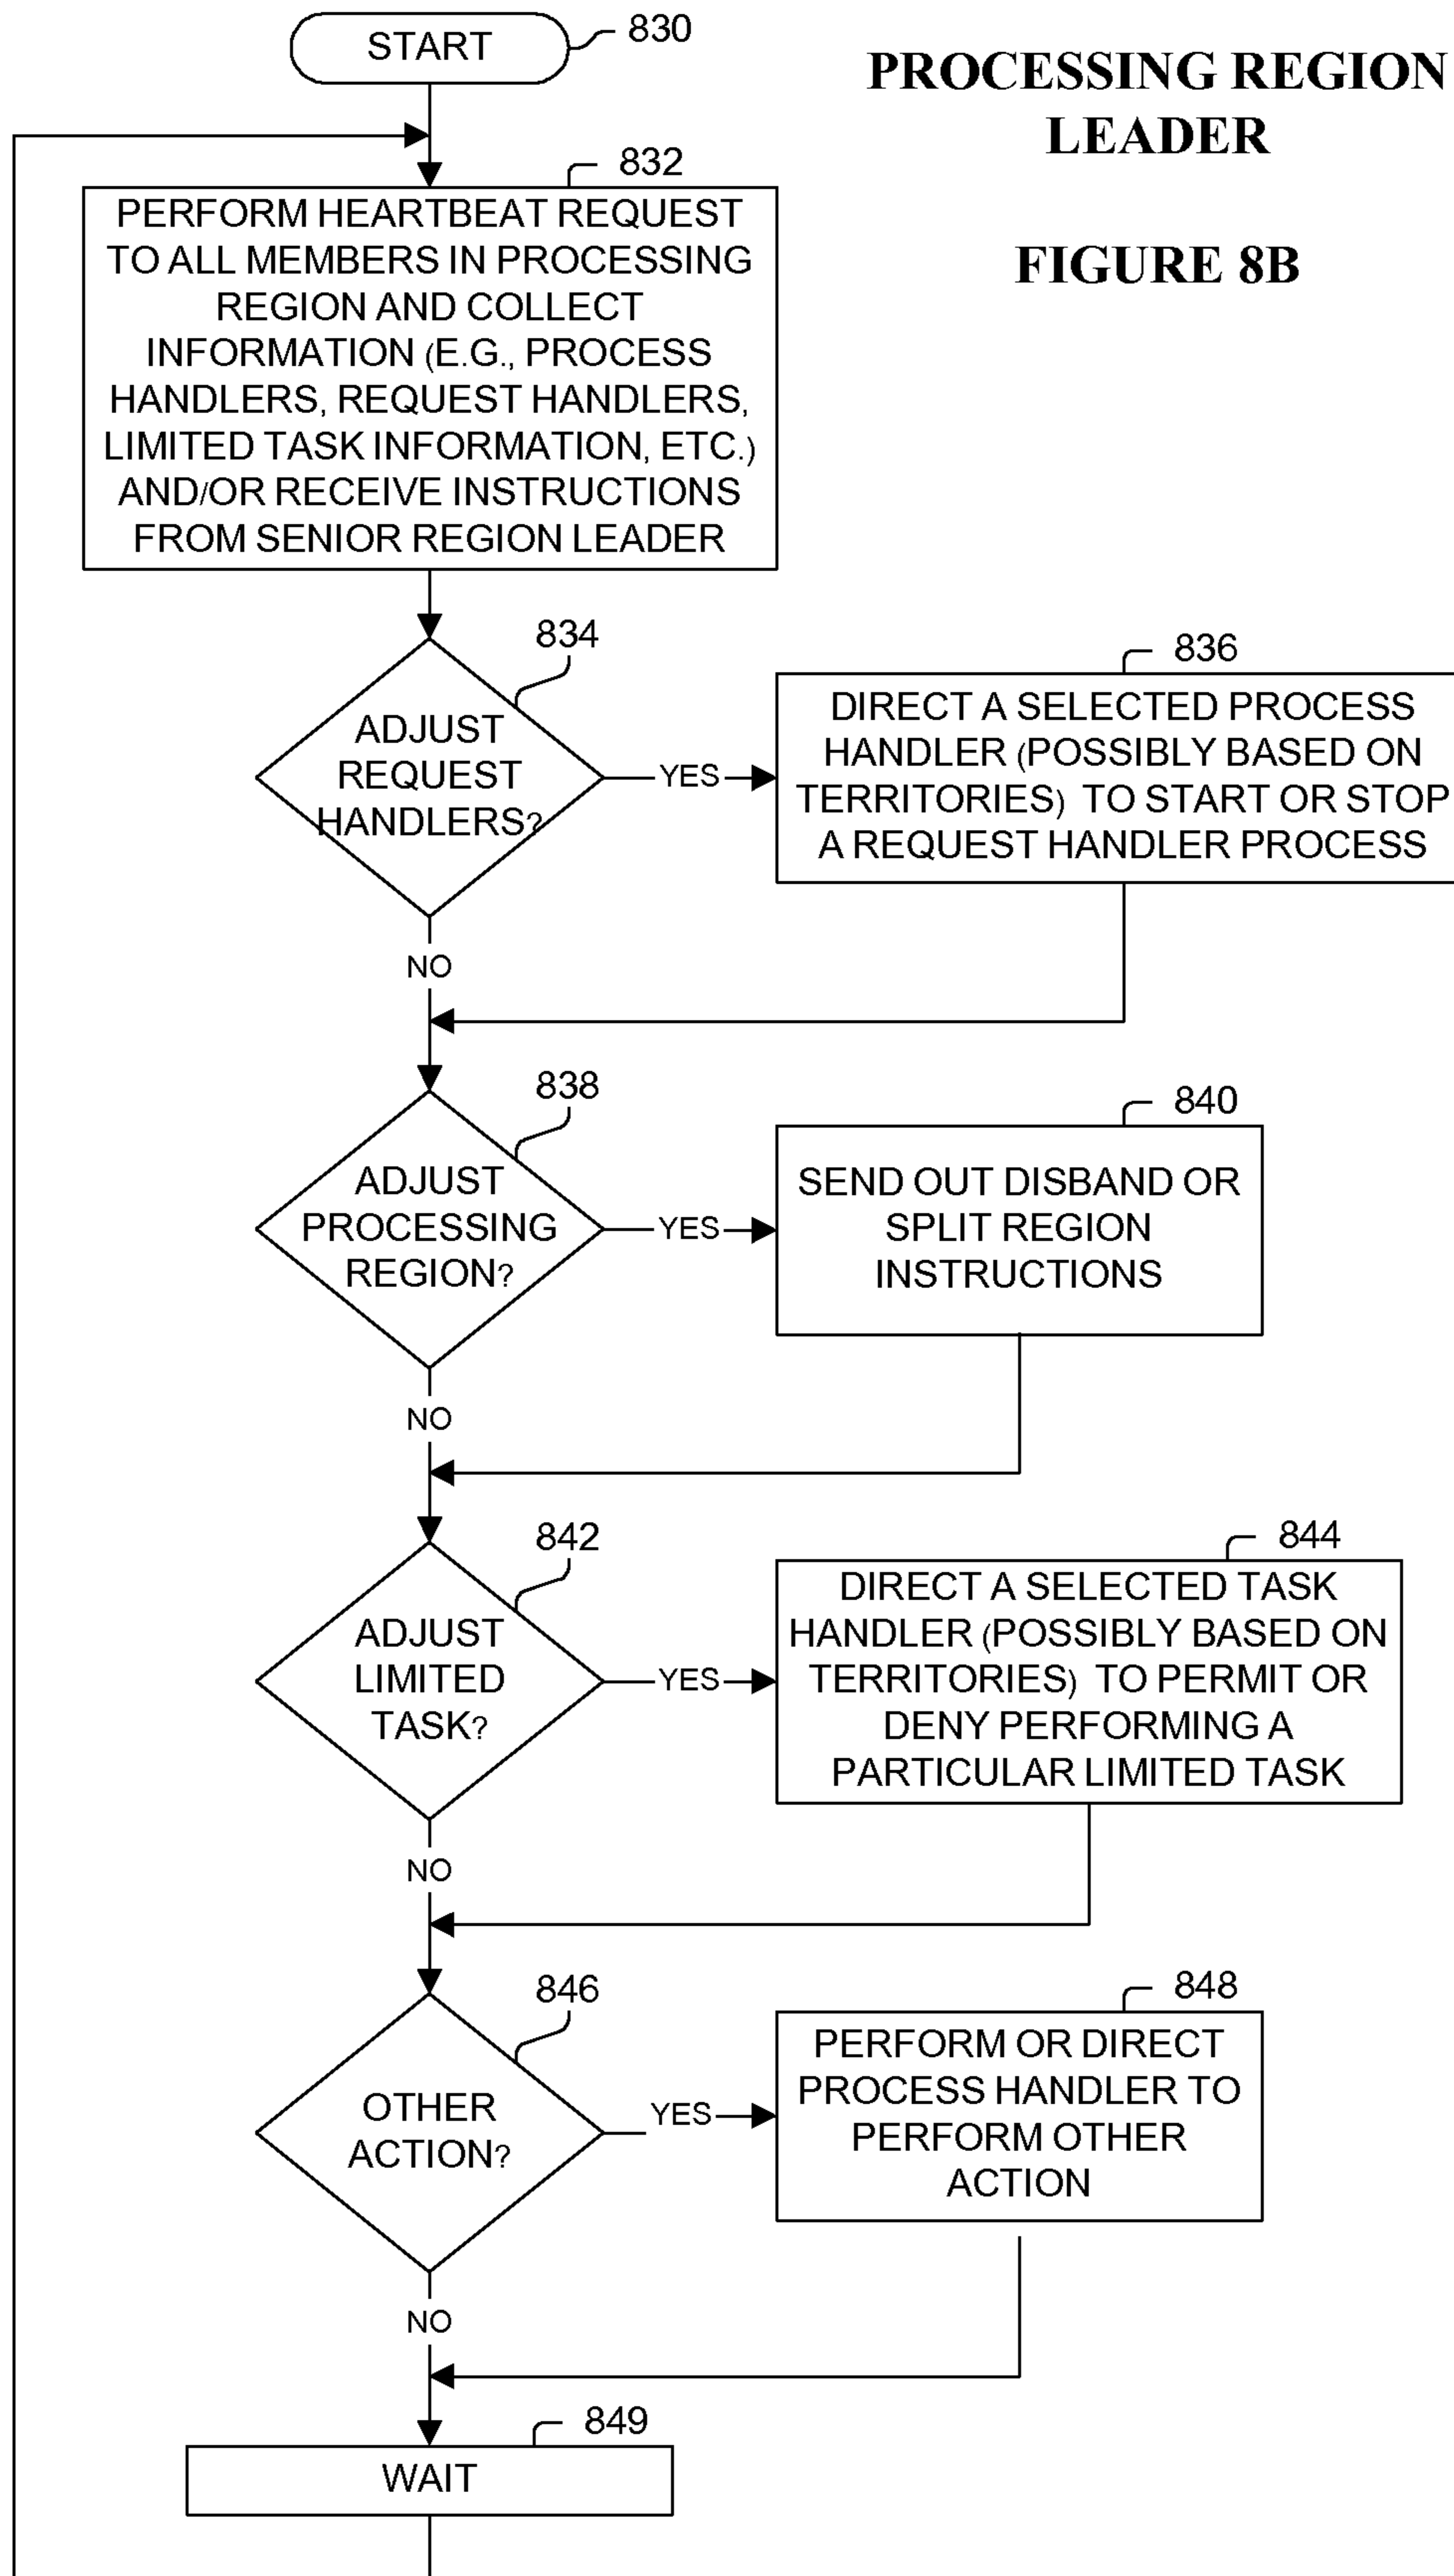 START
830
PROCESSING REGION
LEADER
FIGURE 8B
832
PERFORM HEARTBEAT REQUEST
TO ALL MEMBERS IN PROCESSING
REGION AND COLLECT
INFORMATION (E.G., PROCESS
HANDLERS, REQUEST HANDLERS,
LIMITED TASK INFORMATION, ETC.)
AND/OR RECEIVE INSTRUCTIONS
FROM SENIOR REGION LEADER
834
ADJUST
REQUEST
HANDLERS?
YES
836
DIRECT A SELECTED PROCESS
HANDLER (POSSIBLY BASED ON
TERRITORIES) TO START OR STOP
A REQUEST HANDLER PROCESS
NO
838
ADJUST
PROCESSING
REGION?
YES
840
SEND OUT DISBAND OR
SPLIT REGION
INSTRUCTIONS
NO
842
ADJUST
LIMITED
TASK?
YES
844
DIRECT A SELECTED TASK
HANDLER (POSSIBLY BASED ON
TERRITORIES) TO PERMIT OR
DENY PERFORMING A
PARTICULAR LIMITED TASK
NO
846
OTHER
ACTION?
YES
848
PERFORM OR DIRECT
PROCESS HANDLER TO
PERFORM OTHER
ACTION
NO
849
WAIT